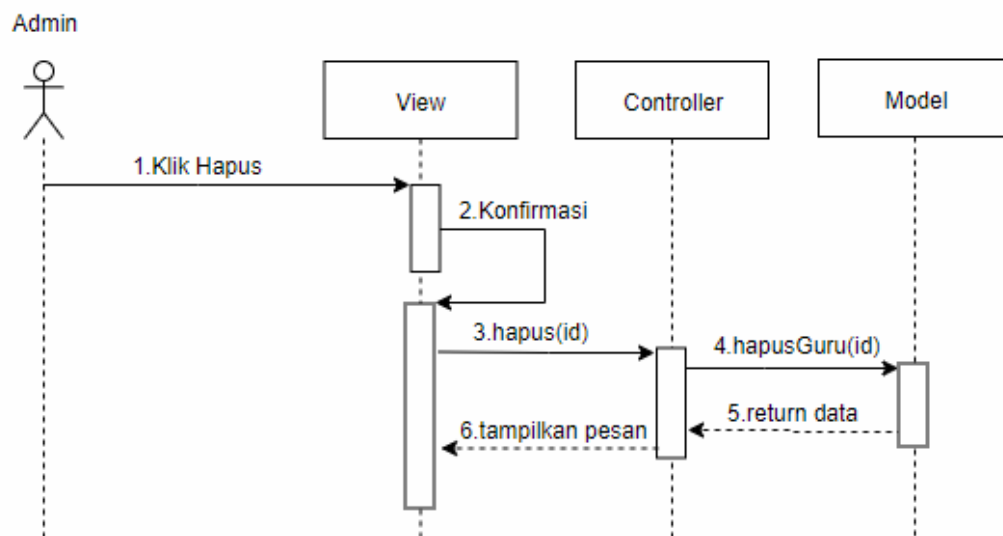 Admin
View
Controller
Model
1.Klik Hapus
2.Konfirmasi
3.hapus(id)
4.hapusGuru(id)
5.return data
6.tampilkan pesan